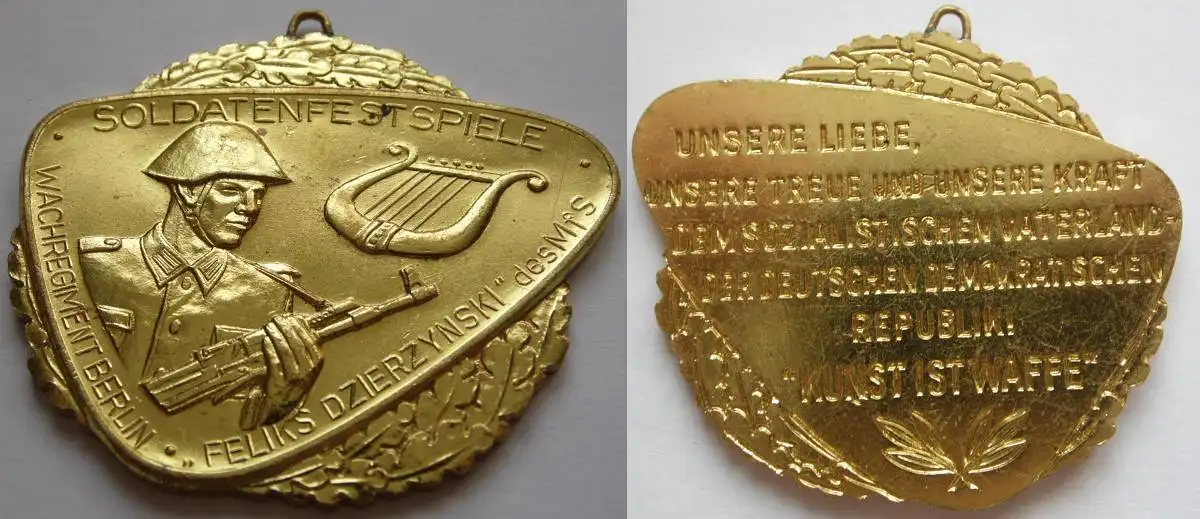 SOLDATENFESTSPIELE
WACHREGIMENT BERLIN
„FELIKS DZIERZYNSKI" des MfS
UNSERE LIEBE,
UNSERE TREUE UND UNSERE KRAFT
DEM SOZIALISTISCHEN VATERLAND-
DER DEUTSCHEN DEMOKRATISCHEN
REPUBLIK!
"KUNST IST WAFFE"